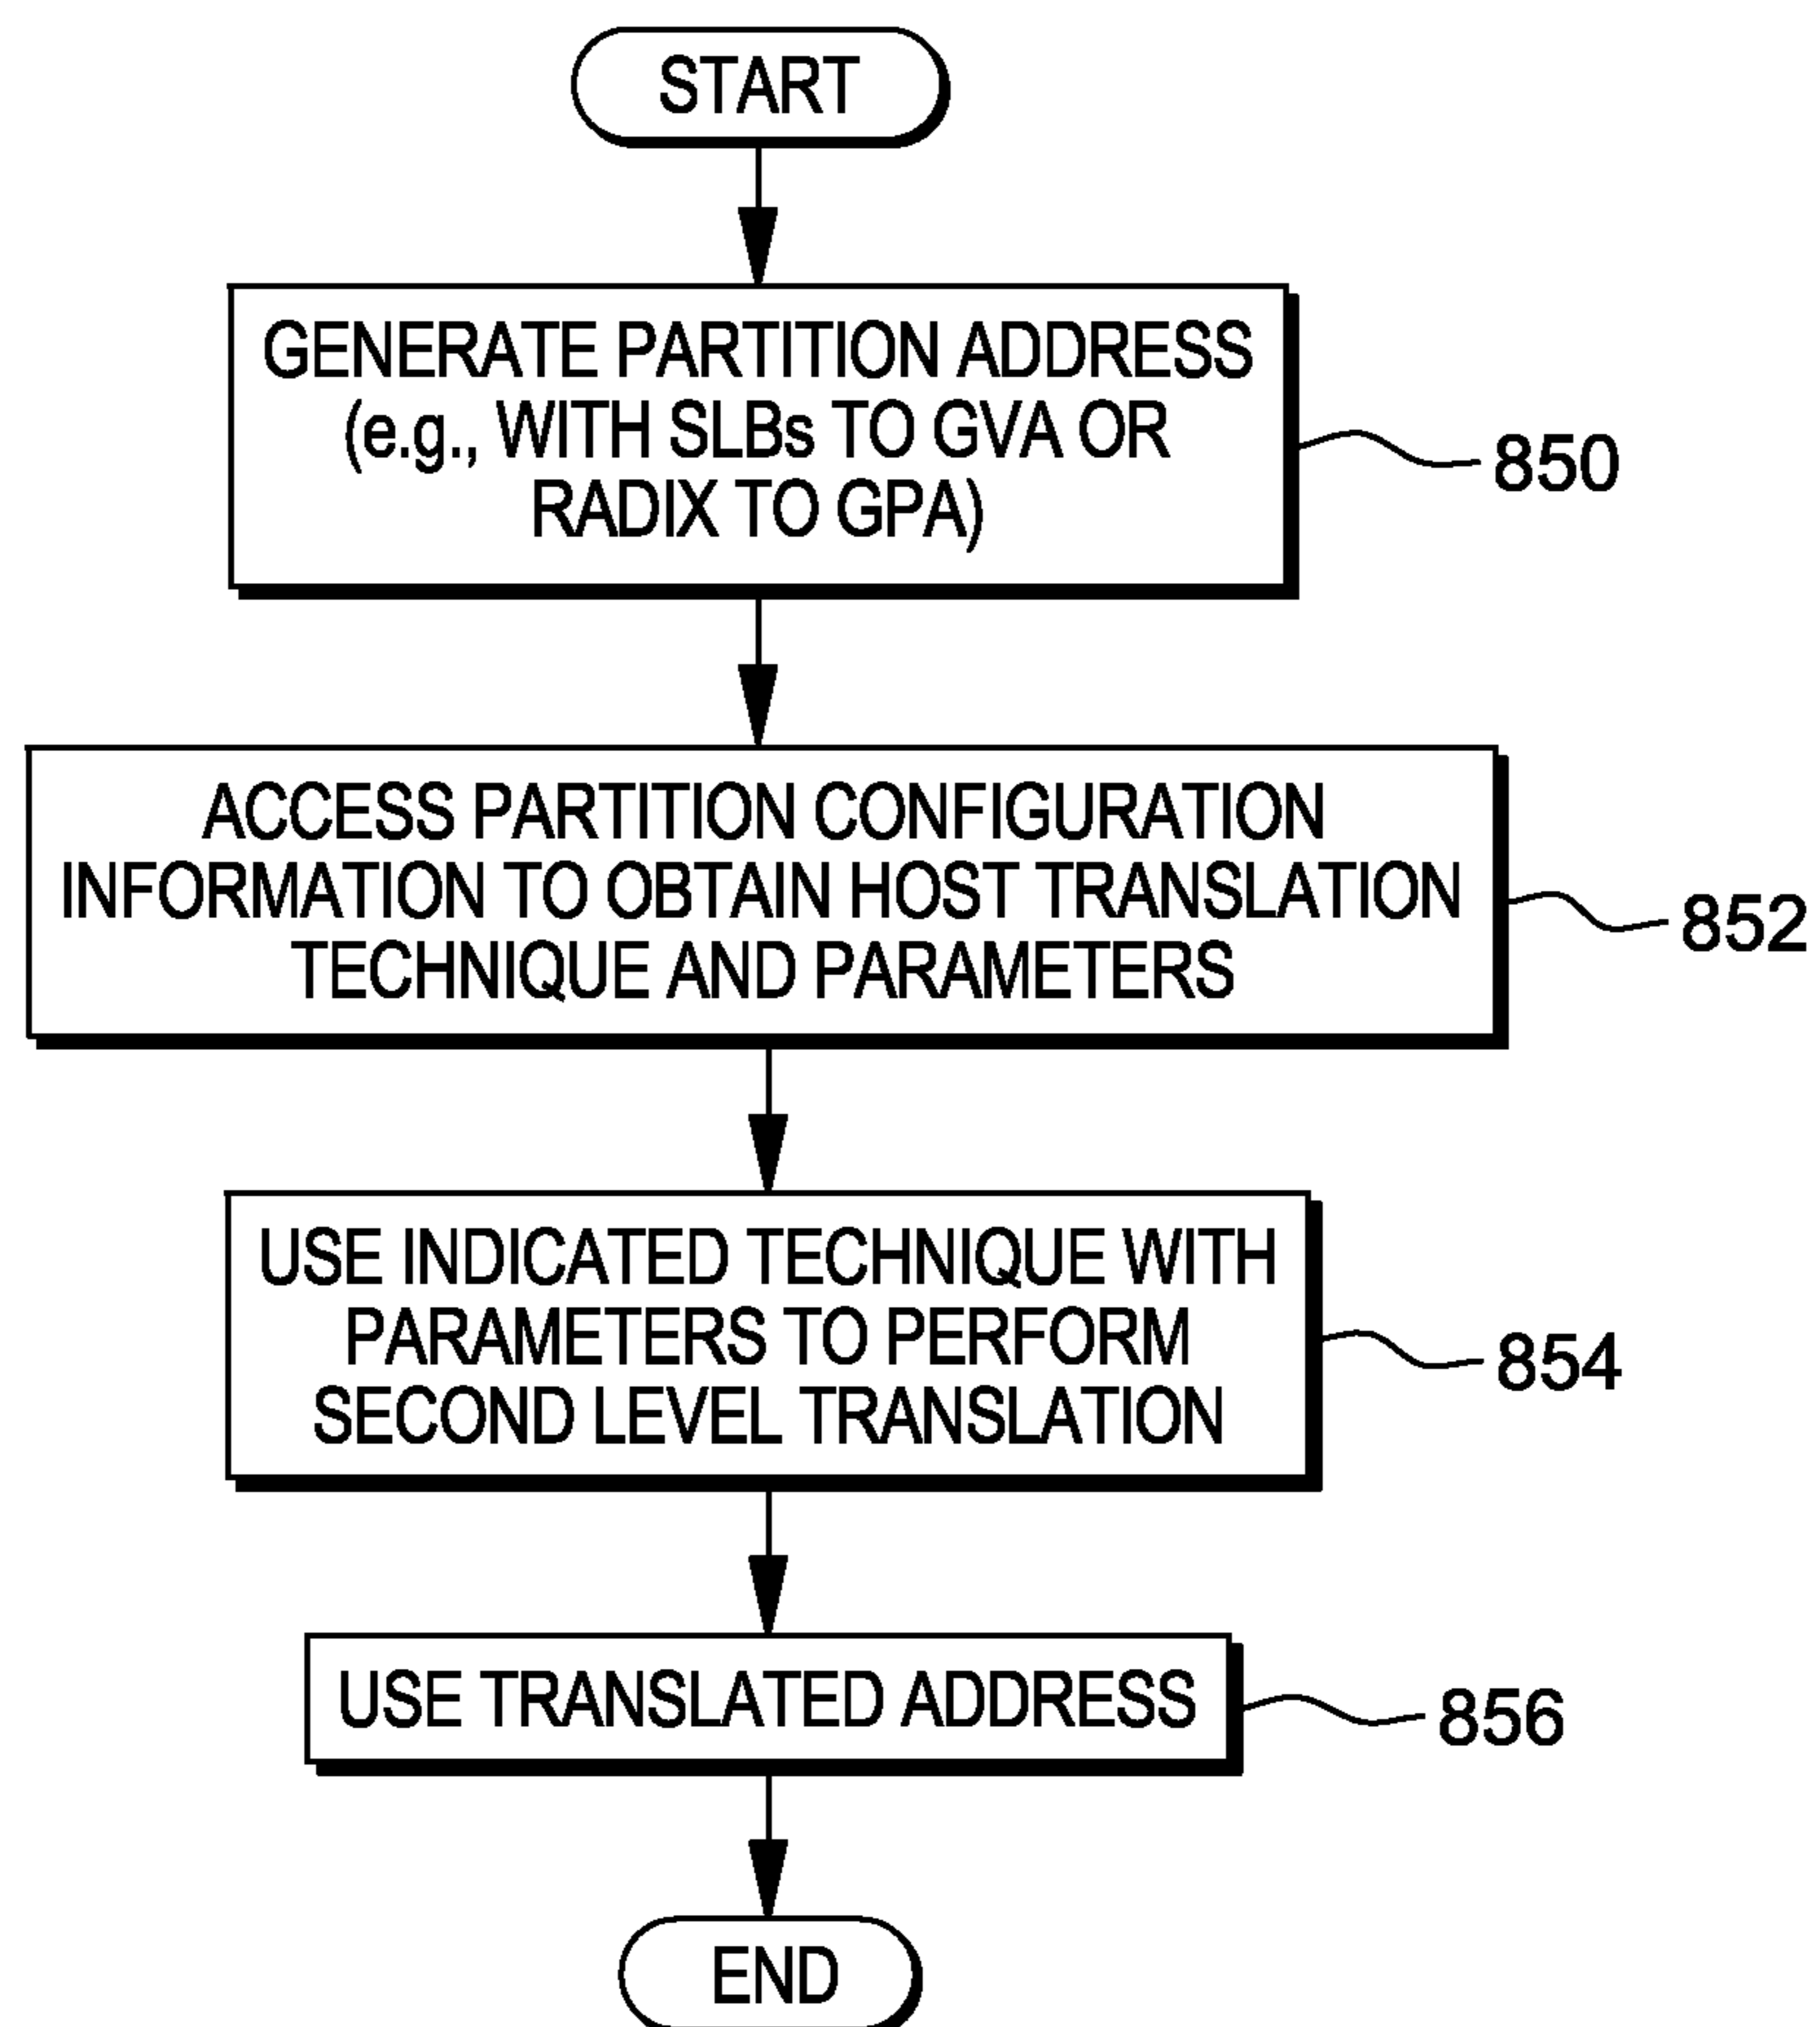 START
GENERATE PARTITION ADDRESS
(e.g., WITH SLBs TO GVA OR
RADIX TO GPA)
850
ACCESS PARTITION CONFIGURATION
INFORMATION TO OBTAIN HOST TRANSLATION
TECHNIQUE AND PARAMETERS
852
USE INDICATED TECHNIQUE WITH
PARAMETERS TO PERFORM
SECOND LEVEL TRANSLATION
854
USE TRANSLATED ADDRESS
856
END